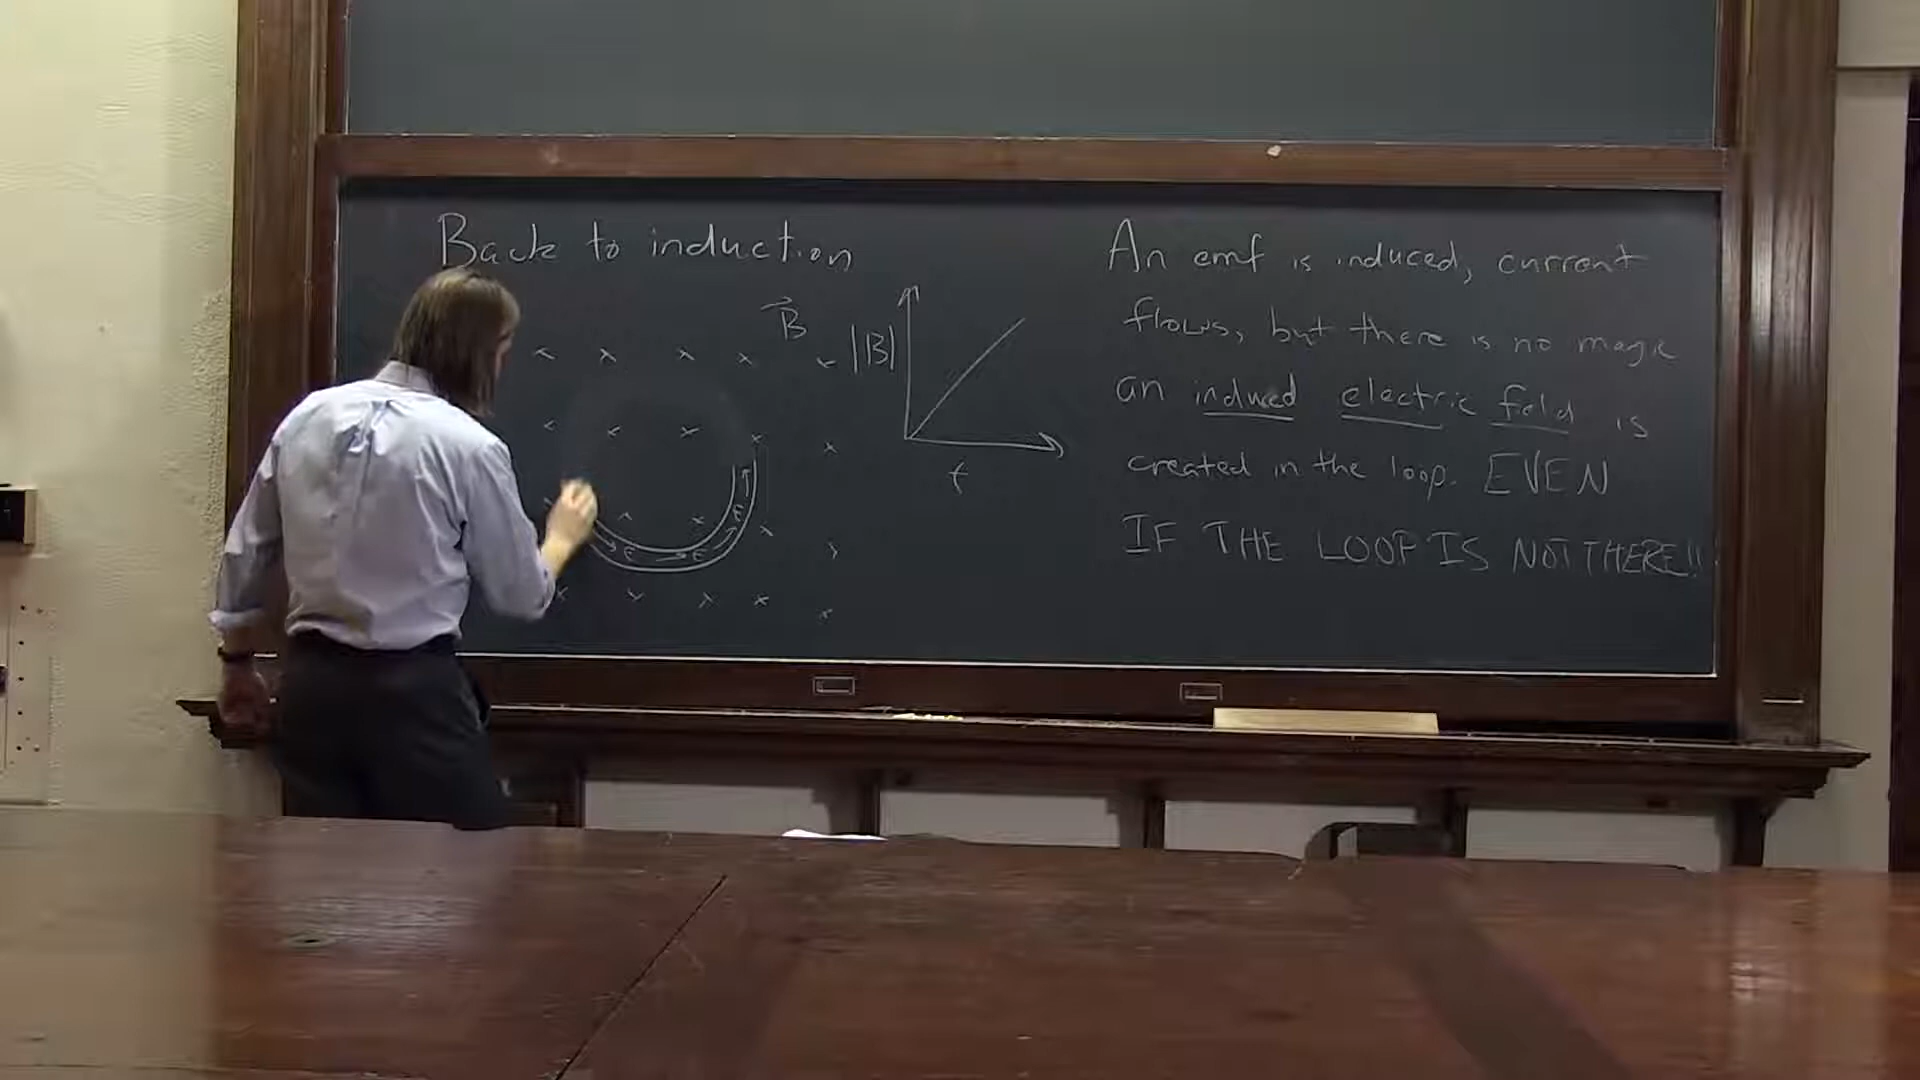 Back to induction
B
|B|
t
E
E
E
An emf is induced, current
flows, but there is no magic
an induced electric field is
created in the loop. EVEN
IF THE LOOP IS NOT THERE!!